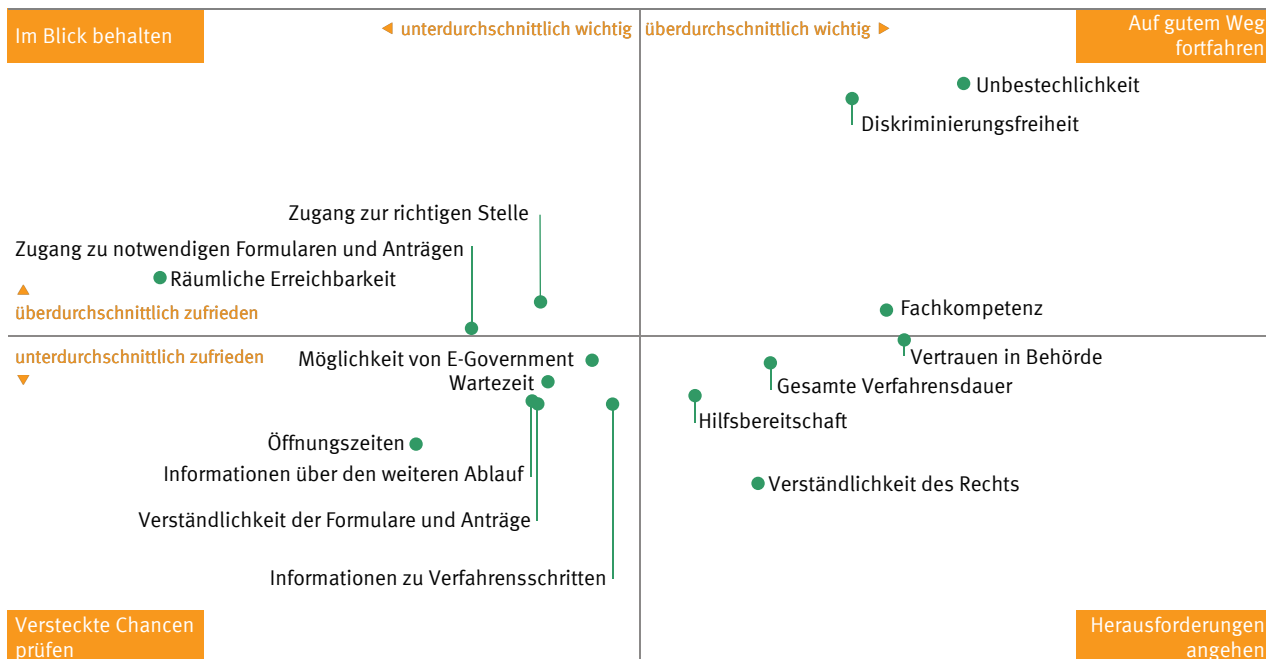 Im Blick behalten
unterdurchschnittlich wichtig
überdurchschnittlich wichtig
Auf gutem Weg
fortfahren
Unbestechlichkeit
Diskriminierungsfreiheit
Zugang zur richtigen Stelle
Zugang zu notwendigen Formularen und Anträgen
Räumliche Erreichbarkeit
überdurchschnittlich zufrieden
Fachkompetenz
unterdurchschnittlich zufrieden
Möglichkeit von E-Government
Vertrauen in Behörde
Wartezeit
Gesamte Verfahrensdauer
Hilfsbereitschaft
Öffnungszeiten
Informationen über den weiteren Ablauf
Verständlichkeit des Rechts
Verständlichkeit der Formulare und Anträge
Informationen zu Verfahrensschritten
Versteckte Chancen
prüfen
Herausforderungen
angehen